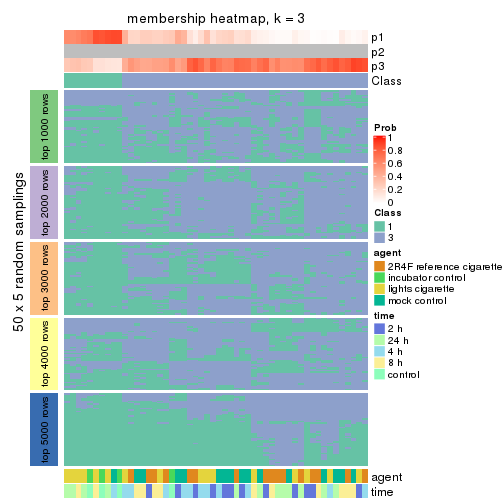 membership heatmap, k = 3
p1
p2
p3
Class
50 x 5 random samplings
top 1000 rows
top 2000 rows
top 3000 rows
top 4000 rows
top 5000 rows
agent
time
Prob
1
0.8
0.6
0.4
0.2
0
Class
1
3
agent
2R4F reference cigarette
incubator control
lights cigarette
mock control
time
2 h
24 h
4 h
8 h
control